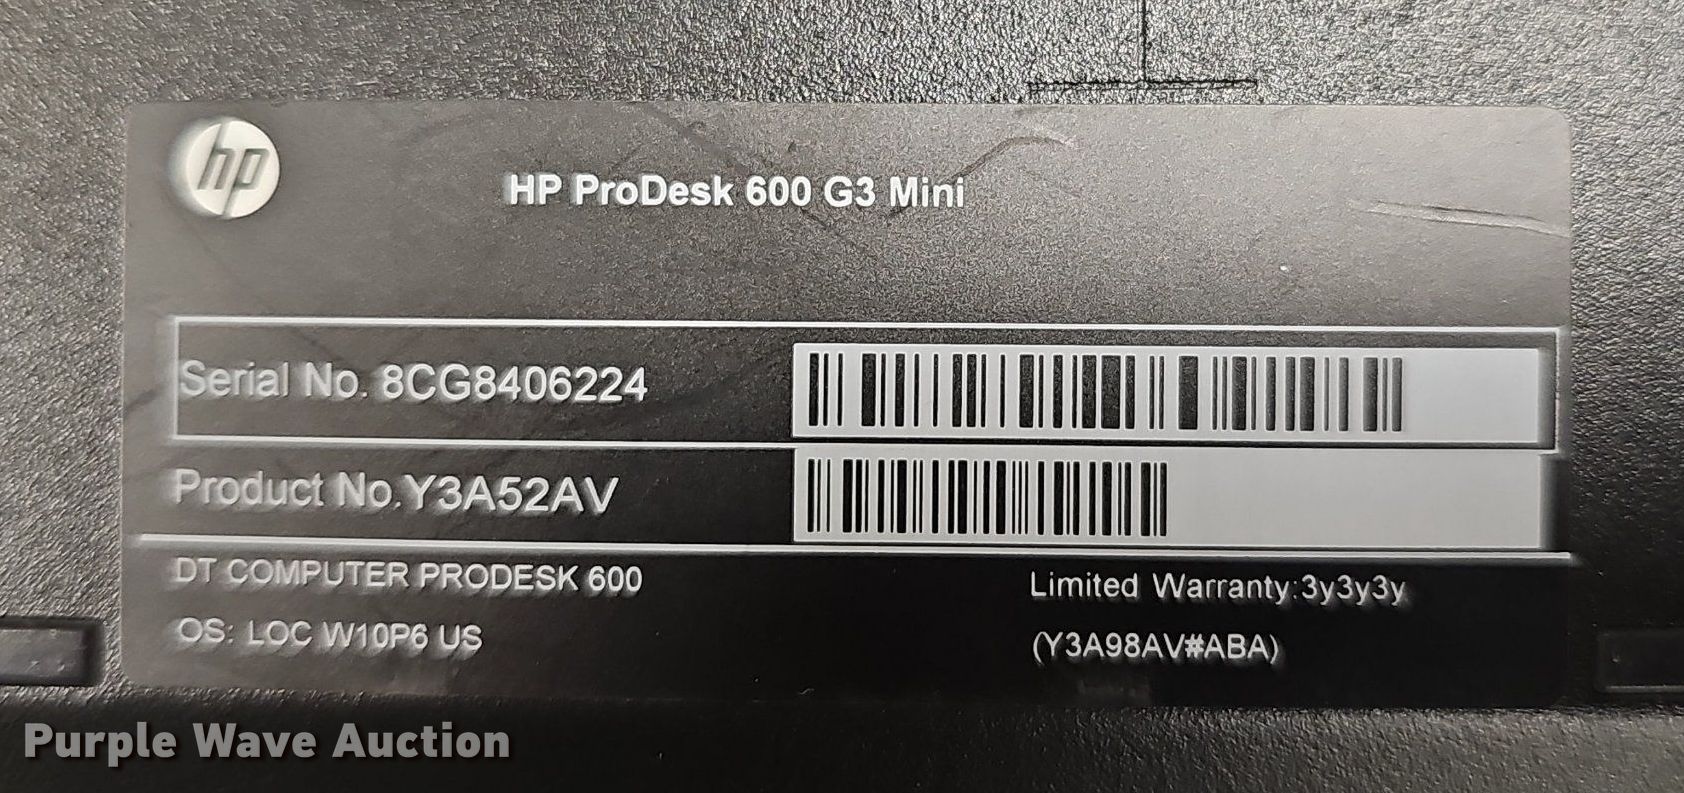 hp
HP ProDesk 600 G3 Mini
Serial No. 8CG8406224
Product No.Y3A52AV
DT COMPUTER PRODESK 600
Limited Warranty:3y3y3y
OS: LOC W10P6 US
(Y3A98AV#ABA)
Purple Wave Auction